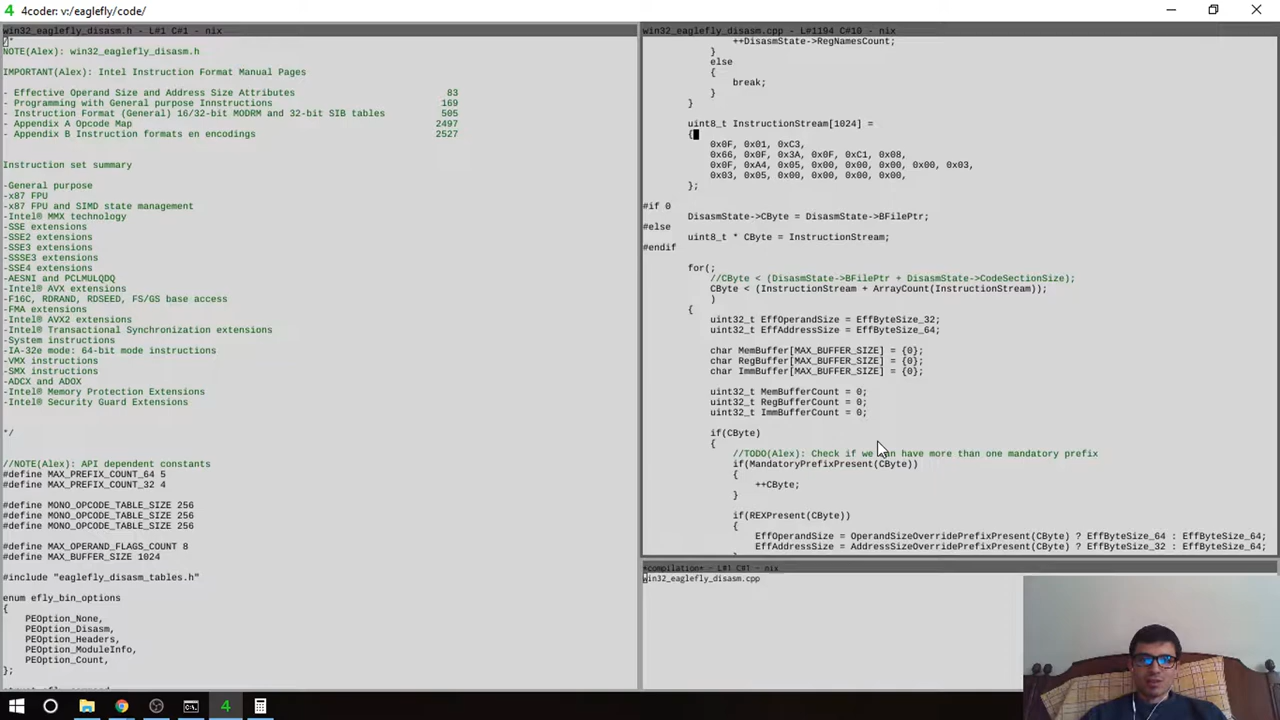 4 4coder: v:/eaglefly/code/
win32_eaglefly_disasm.h - L#1 C#1 - nix
/*
NOTE(Alex): win32_eaglefly_disasm.h
IMPORTANT(Alex): Intel Instruction Format Manual Pages
- Effective Operand Size and Address Size Attributes 83
- Programming with General purpose Innstructions 169
- Instruction Format (General) 16/32-bit MODRM and 32-bit SIB tables 505
- Appendix A Opcode Map 2497
- Appendix B Instruction formats en encodings 2527
Instruction set summary
-General purpose
-x87 FPU
-x87 FPU and SIMD state management
-Intel® MMX technology
-SSE extensions
-SSE2 extensions
-SSE3 extensions
-SSSE3 extensions
-SSE4 extensions
-AESNI and PCLMULQDQ
-Intel® AVX extensions
-F16C, RDRAND, RDSEED, FS/GS base access
-FMA extensions
-Intel® AVX2 extensions
-Intel® Transactional Synchronization extensions
-System instructions
-IA-32e mode: 64-bit mode instructions
-VMX instructions
-SMX instructions
-ADCX and ADOX
-Intel® Memory Protection Extensions
-Intel® Security Guard Extensions
*/
//NOTE(Alex): API dependent constants
#define MAX_PREFIX_COUNT_64 5
#define MAX_PREFIX_COUNT_32 4
#define MONO_OPCODE_TABLE_SIZE 256
#define MONO_OPCODE_TABLE_SIZE 256
#define MONO_OPCODE_TABLE_SIZE 256
#define MAX_OPERAND_FLAGS_COUNT 8
#define MAX_BUFFER_SIZE 1024
#include "eaglefly_disasm_tables.h"
enum efly_bin_options
{
PEOption_None,
PEOption_Disasm,
PEOption_Headers,
PEOption_ModuleInfo,
PEOption_Count,
};
win32_eaglefly_disasm.cpp - L#1194 C#10 - nix
++DisasmState->RegNamesCount;
}
else
{
break;
}
}
uint8_t InstructionStream[1024] =
{
0x0F, 0x01, 0xC3,
0x66, 0x0F, 0x3A, 0x0F, 0xC1, 0x08,
0x0F, 0xA4, 0x05, 0x00, 0x00, 0x00, 0x00, 0x03,
0x03, 0x05, 0x00, 0x00, 0x00, 0x00,
};
#if 0
DisasmState->CByte = DisasmState->BFilePtr;
#else
uint8_t * CByte = InstructionStream;
#endif
for(;
//CByte < (DisasmState->BFilePtr + DisasmState->CodeSectionSize);
CByte < (InstructionStream + ArrayCount(InstructionStream));
)
{
uint32_t EffOperandSize = EffByteSize_32;
uint32_t EffAddressSize = EffByteSize_64;
char MemBuffer[MAX_BUFFER_SIZE] = {0};
char RegBuffer[MAX_BUFFER_SIZE] = {0};
char ImmBuffer[MAX_BUFFER_SIZE] = {0};
uint32_t MemBufferCount = 0;
uint32_t RegBufferCount = 0;
uint32_t ImmBufferCount = 0;
if(CByte)
{
//TODO(Alex): Check if we can have more than one mandatory prefix
if(MandatoryPrefixPresent(CByte))
{
++CByte;
}
if(REXPresent(CByte))
{
EffOperandSize = OperandSizeOverridePrefixPresent(CByte) ? EffByteSize_64 : EffByteSize_64;
EffAddressSize = AddressSizeOverridePrefixPresent(CByte) ? EffByteSize_32 : EffByteSize_64;
*compilation* - L#1 C#1 - nix
win32_eaglefly_disasm.cpp
4